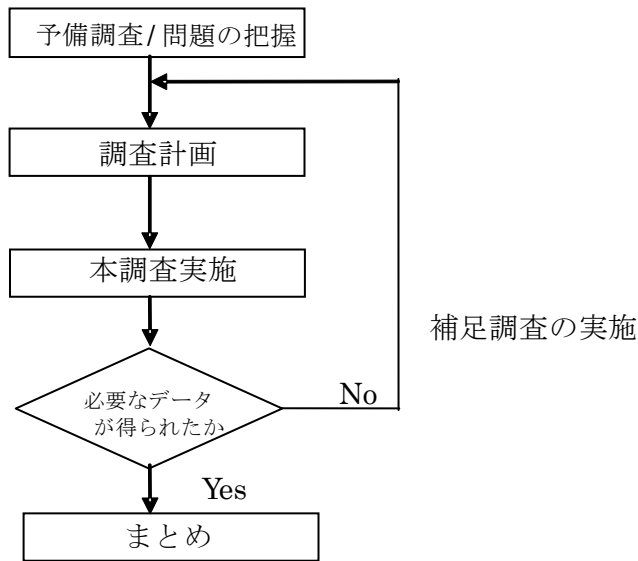 予備調査/問題の把握
調査計画
本調査実施
補足調査の実施
必要なデータ
が得られたか
No
Yes
まとめ